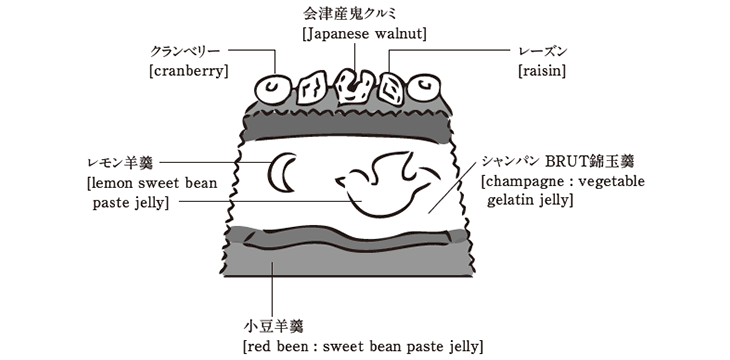 会津産鬼クルミ
[Japanese walnut]
クランベリー
[cranberry]
レーズン
[raisin]
レモン羊羹
[lemon sweet bean
paste jelly]
シャンパン BRUT錦玉羹
[champagne : vegetable
gelatin jelly]
小豆羊羹
[red been : sweet bean paste jelly]